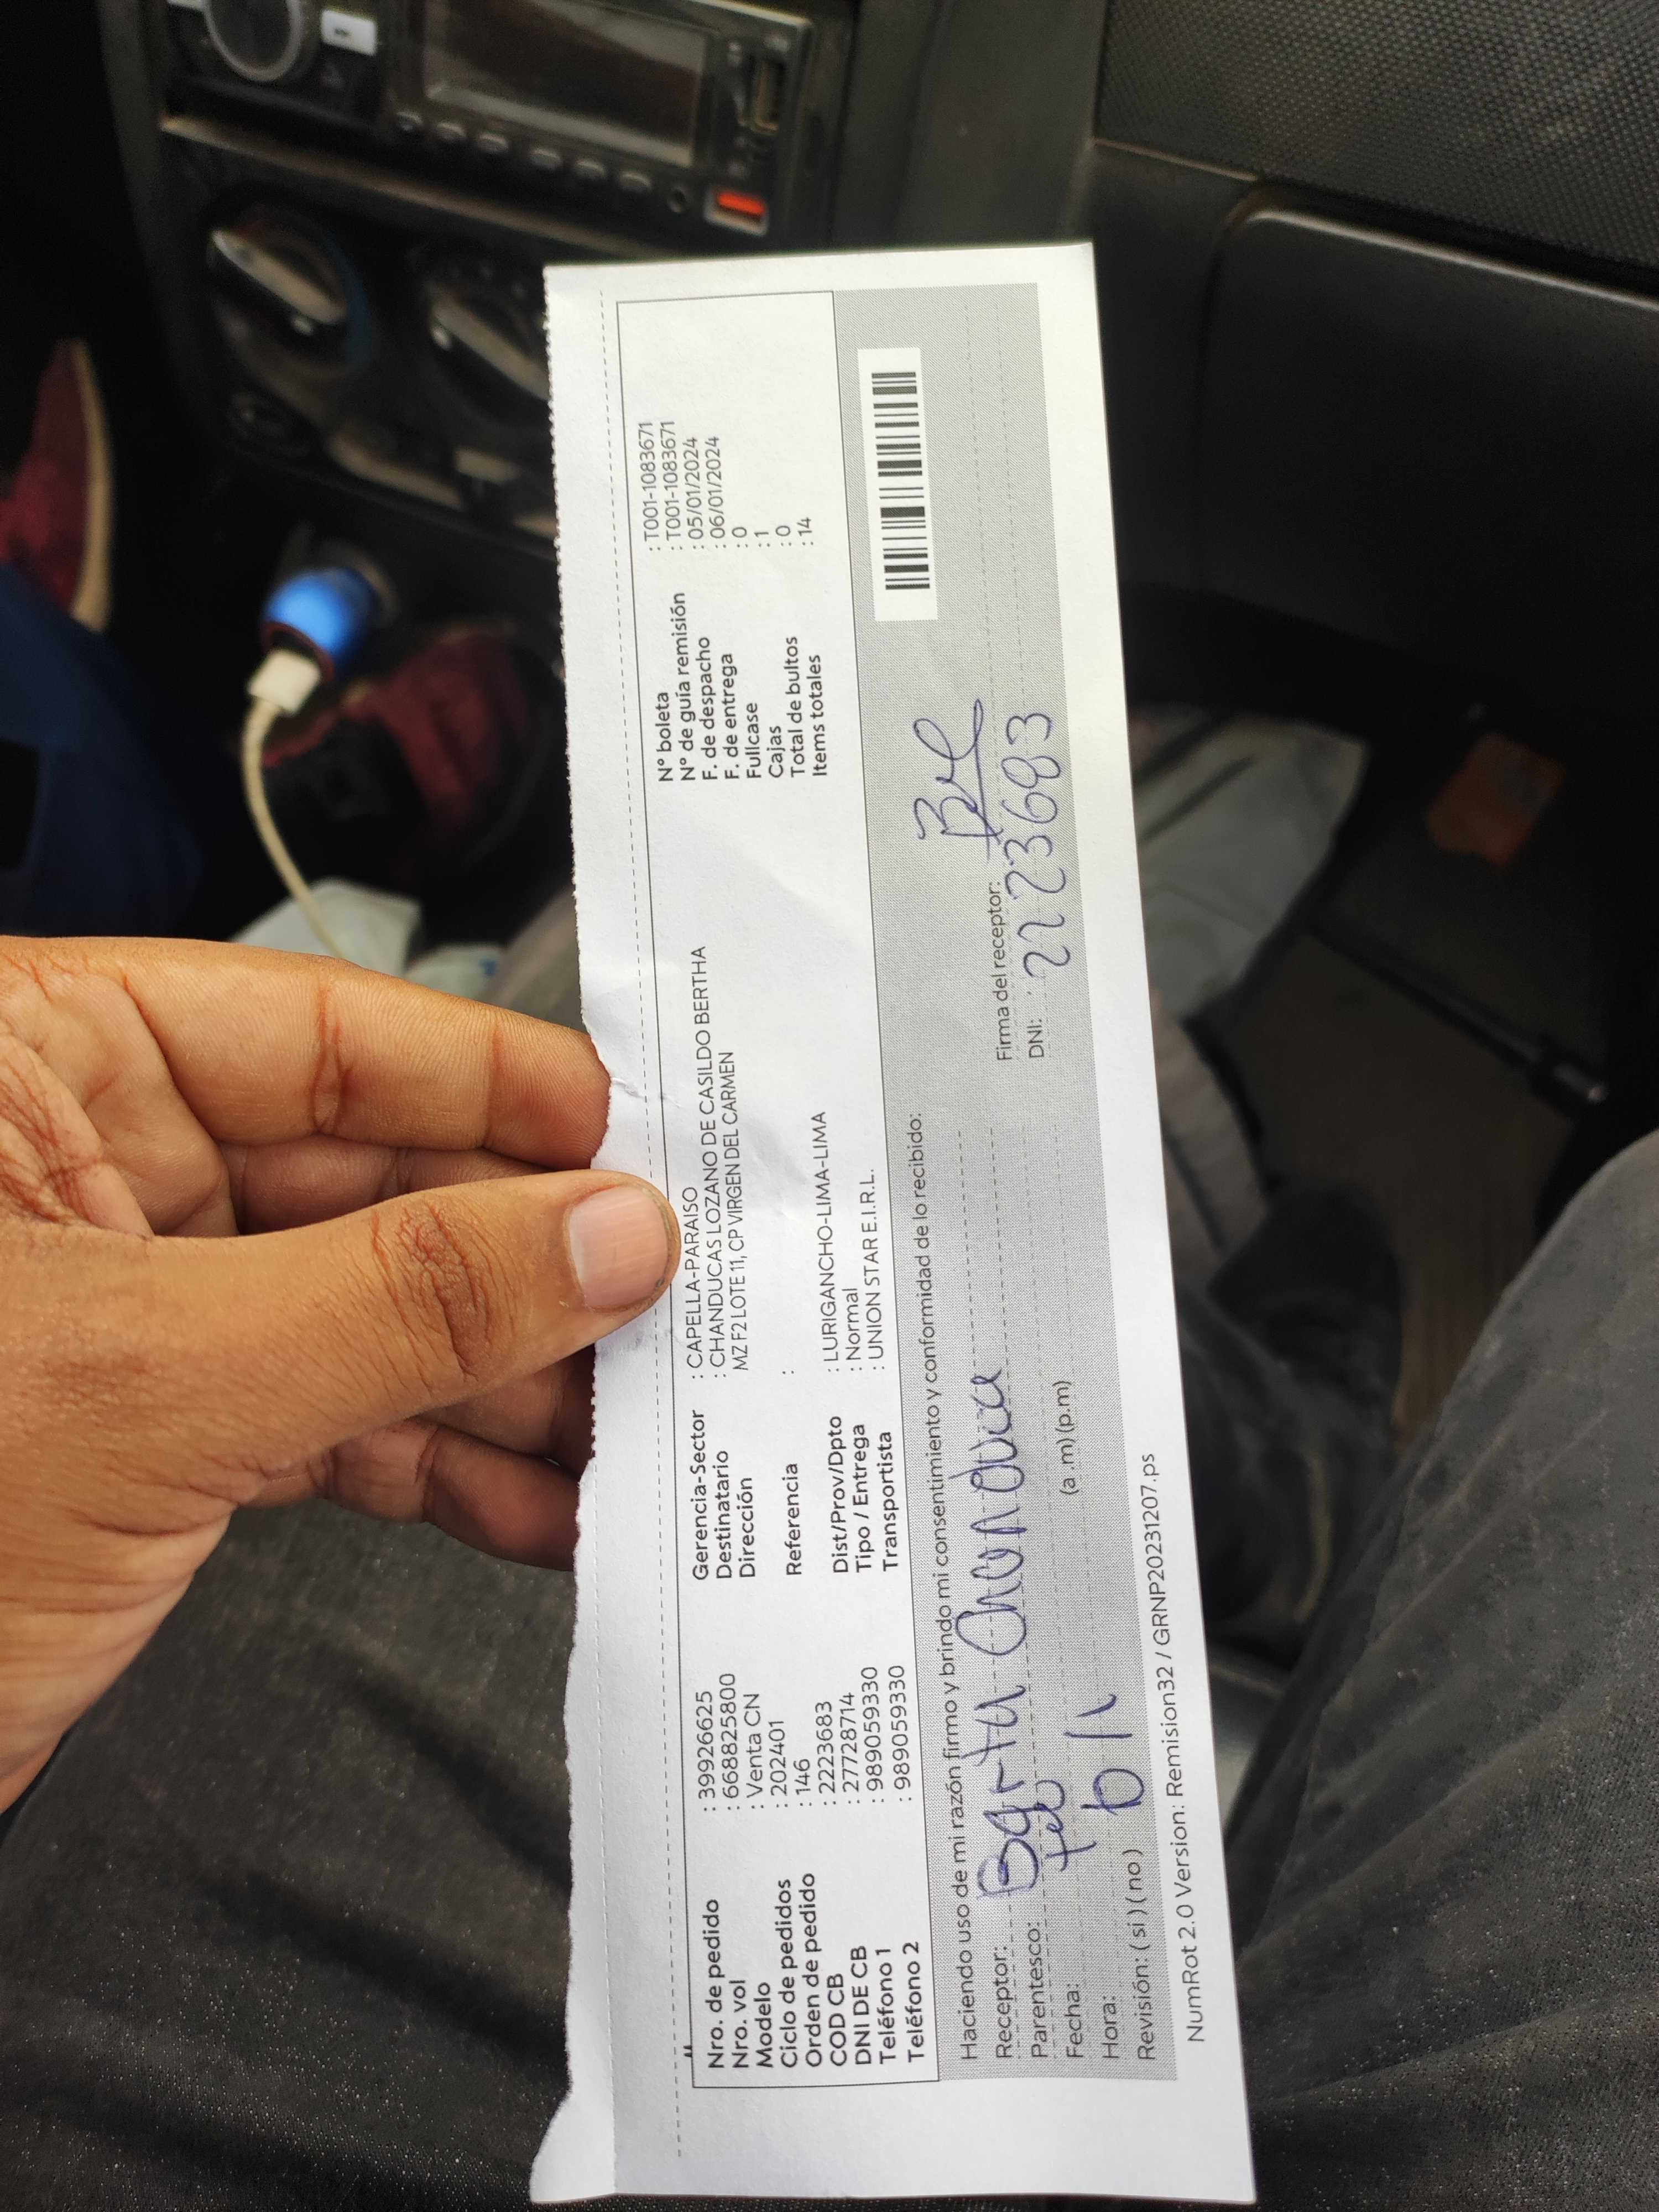 Nro. de pedido : 39926625
Nro. vol : 668825800
Modelo : Venta CN
Ciclo de pedidos : 202401
Orden de pedido : 146
COD CB : 2223683
DNI DE CB : 27728714
Teléfono 1 : 989059330
Teléfono 2 : 989059330
Gerencia-Sector : CAPELLA-PARAISO
Destinatario : CHANDUCAS LOZANO DE CASILDO BERTHA
Dirección MZ F2 LOTE 11, CP VIRGEN DEL CARMEN
Referencia :
Dist/Prov/Dpto : LURIGANCHO-LIMA-LIMA
Tipo / Entrega : Normal
Transportista : UNION STAR E.I.R.L.
N° boleta : T001-1083671
N° de guía remisión : T001-1083671
F. de despacho : 05/01/2024
F. de entrega : 06/01/2024
Fullcase : 0
Cajas : 1
Total de bultos : 0
Items totales : 14
Haciendo uso de mi razón firmo y brindo mi consentimiento y conformidad de lo recibido:
Receptor:
Parentesco:
Fecha:
Hora: (a .m) (p.m)
Revisión: ( si ) ( no )
Firma del receptor:
DNI: 2223683
NumRot 2.0 Version: Remision32 / GRNP20231207.ps